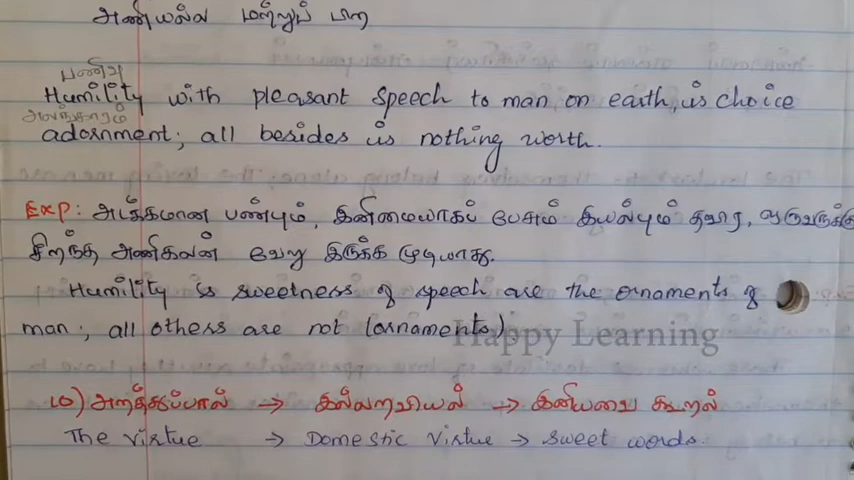 அணியல்ல மற்றுப் பிற
பண்பு
Humility with pleasant speech to man on earth, is choice
அலங்காரம்
adornment; all besides is nothing worth.
Exp: அடக்கமான பண்பும், இனிமையாகப் பேசும் இயல்பும் தவிர, ஒருவருக்கு
சிறந்த அணிகலன் வேறு இருக்க முடியாது.
Humility is sweetness of speech are the ornaments of
man; all others are not (ornaments).
Happy Learning
10) அறத்துப்பால் → இல்லறவியல் → இனியவை கூறல்
The virtue → Domestic virtue → sweet words.